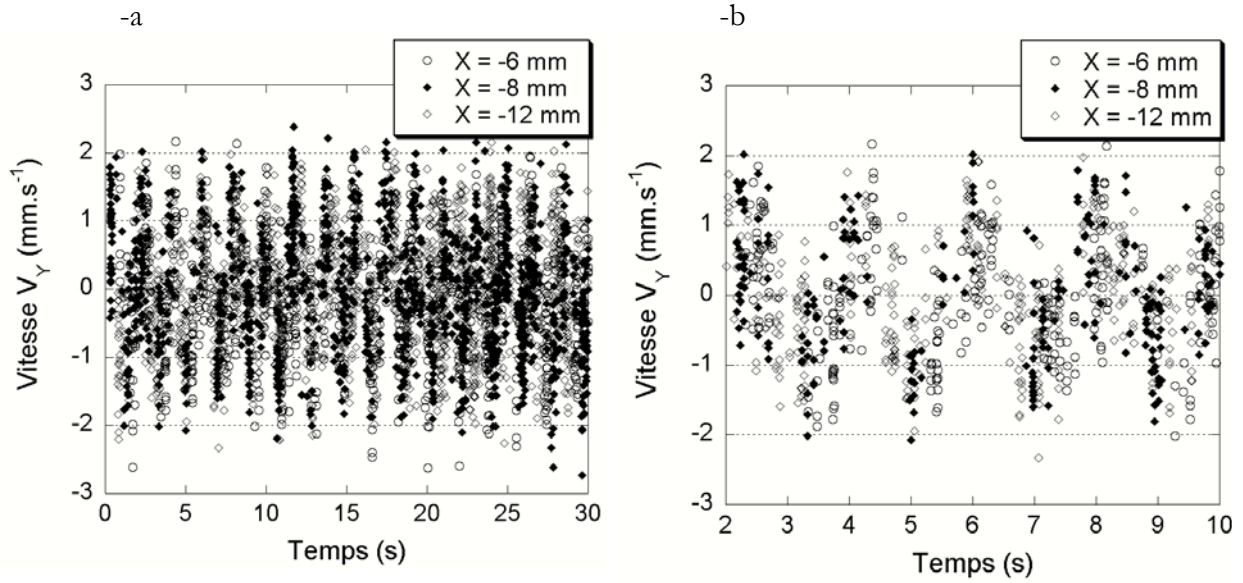 -a
X = -6 mm
X = -8 mm
X = -12 mm
3
2
1
0
-1
-2
-3
Vitesse V_Y (mm.s⁻¹)
0 5 10 15 20 25 30
Temps (s)
-b
X = -6 mm
X = -8 mm
X = -12 mm
3
2
1
0
-1
-2
-3
Vitesse V_Y (mm.s⁻¹)
2 3 4 5 6 7 8 9 10
Temps (s)